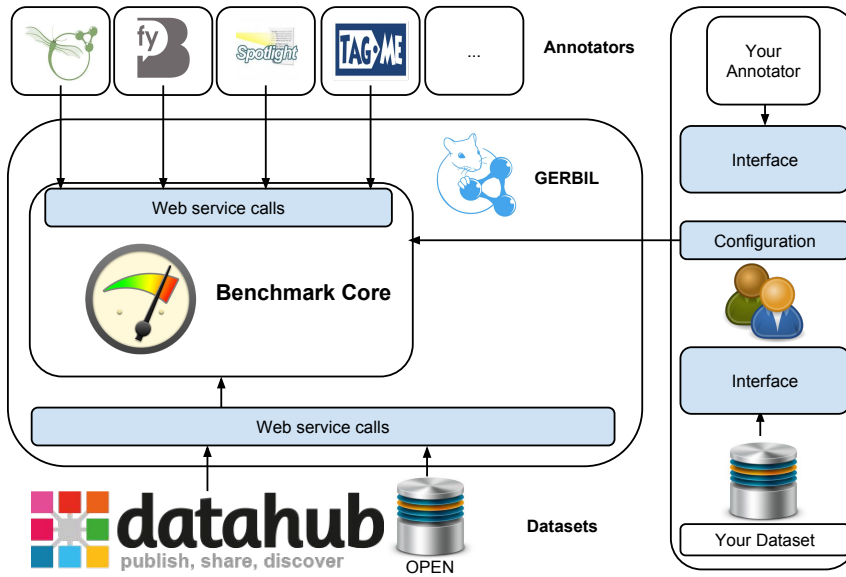 fy
B
Spotlight
TAG ME
...
Annotators
Your
Annotator
Interface
GERBIL
Web service calls
Configuration
Benchmark Core
Interface
Web service calls
datahub
publish, share, discover
OPEN
Datasets
Your Dataset